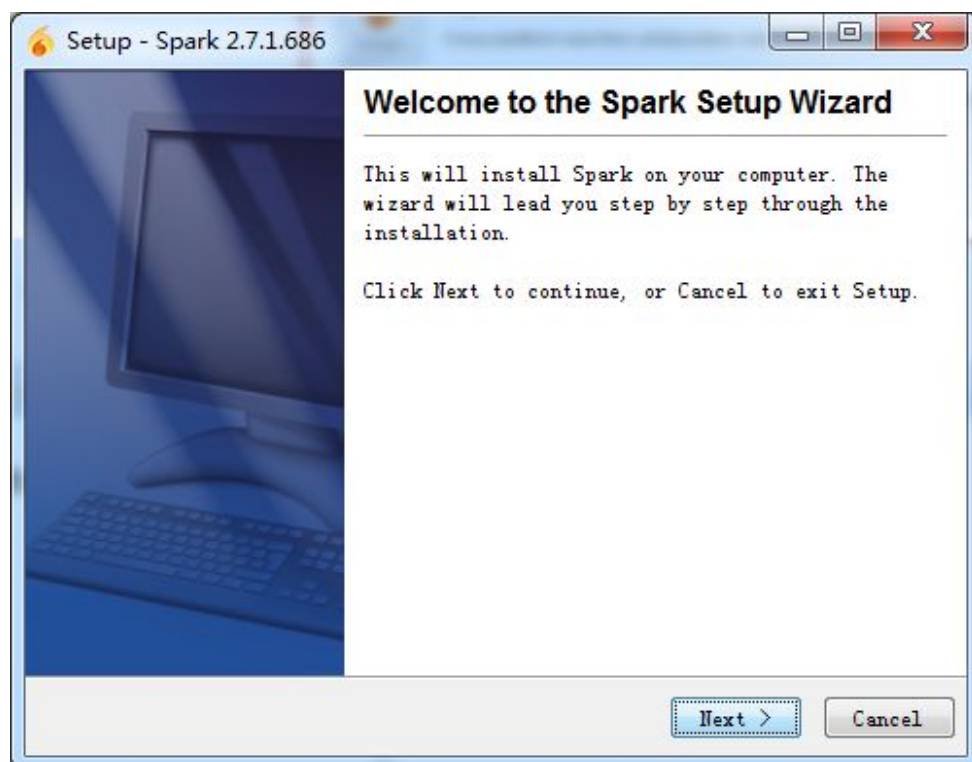 Setup - Spark 2.7.1.686
Welcome to the Spark Setup Wizard
This will install Spark on your computer. The
wizard will lead you step by step through the
installation.
Click Next to continue, or Cancel to exit Setup.
Next >
Cancel